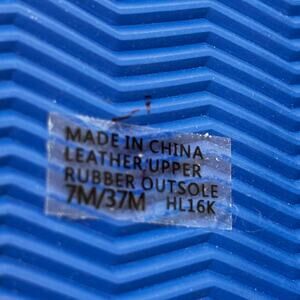 MADE IN CHINA
LEATHER UPPER
RUBBER OUTSOLE
7M/37M HL16K